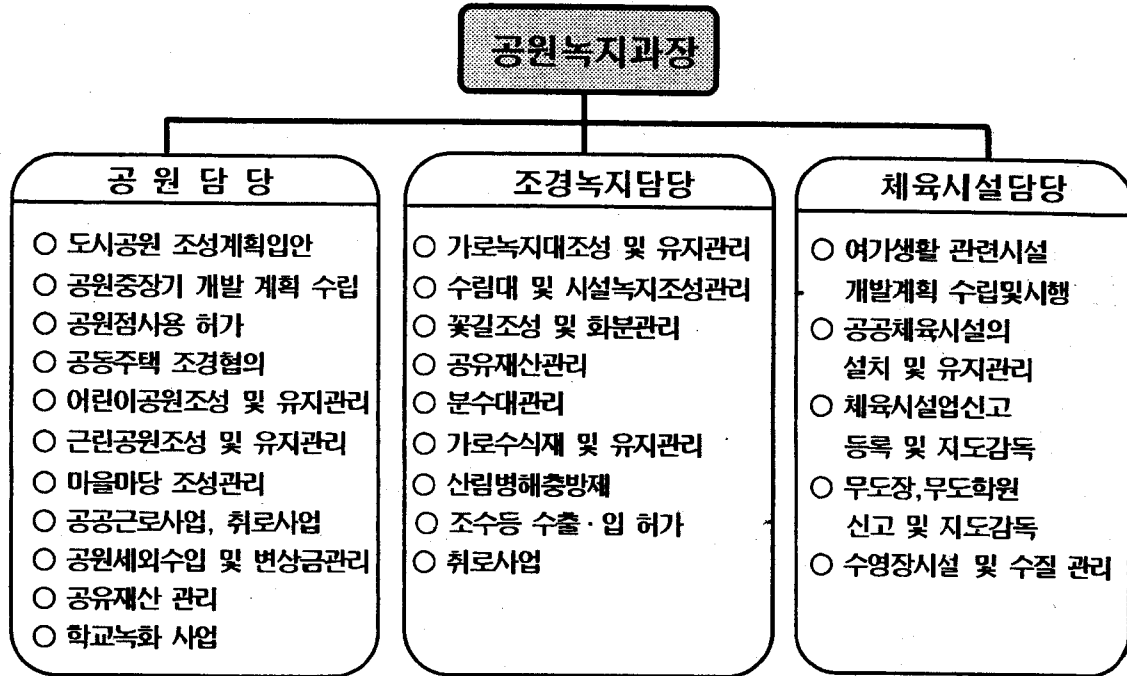 공원녹지과장
공 원 담 당
○ 도시공원 조성계획입안
○ 공원중장기 개발 계획 수립
○ 공원점사용 허가
○ 공동주택 조경협의
○ 어린이공원조성 및 유지관리
○ 근린공원조성 및 유지관리
○ 마을마당 조성관리
○ 공공근로사업, 취로사업
○ 공원세외수입 및 변상금관리
○ 공유재산 관리
○ 학교녹화 사업
조경녹지담당
○ 가로녹지대조성 및 유지관리
○ 수림대 및 시설녹지조성관리
○ 꽃길조성 및 화분관리
○ 공유재산관리
○ 분수대관리
○ 가로수식재 및 유지관리
○ 산림병해충방제
○ 조수등 수출·입 허가
○ 취로사업
체육시설담당
○ 여가생활 관련시설
개발계획 수립및시행
○ 공공체육시설의
설치 및 유지관리
○ 체육시설업신고
등록 및 지도감독
○ 무도장,무도학원
신고 및 지도감독
○ 수영장시설 및 수질 관리